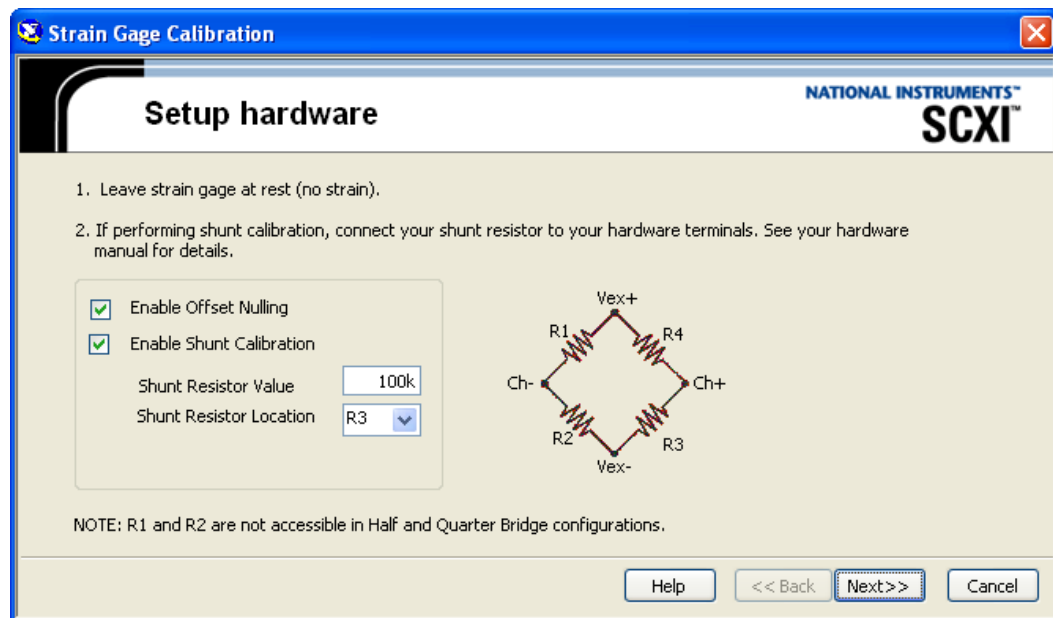 Strain Gage Calibration
Setup hardware
NATIONAL INSTRUMENTS™
SCXI™
1. Leave strain gage at rest (no strain).
2. If performing shunt calibration, connect your shunt resistor to your hardware terminals. See your hardware
manual for details.
Enable Offset Nulling
Enable Shunt Calibration
Shunt Resistor Value 100k
Shunt Resistor Location R3
Vex+
R1 R4
Ch- Ch+
R2 R3
Vex-
NOTE: R1 and R2 are not accessible in Half and Quarter Bridge configurations.
Help << Back Next>> Cancel